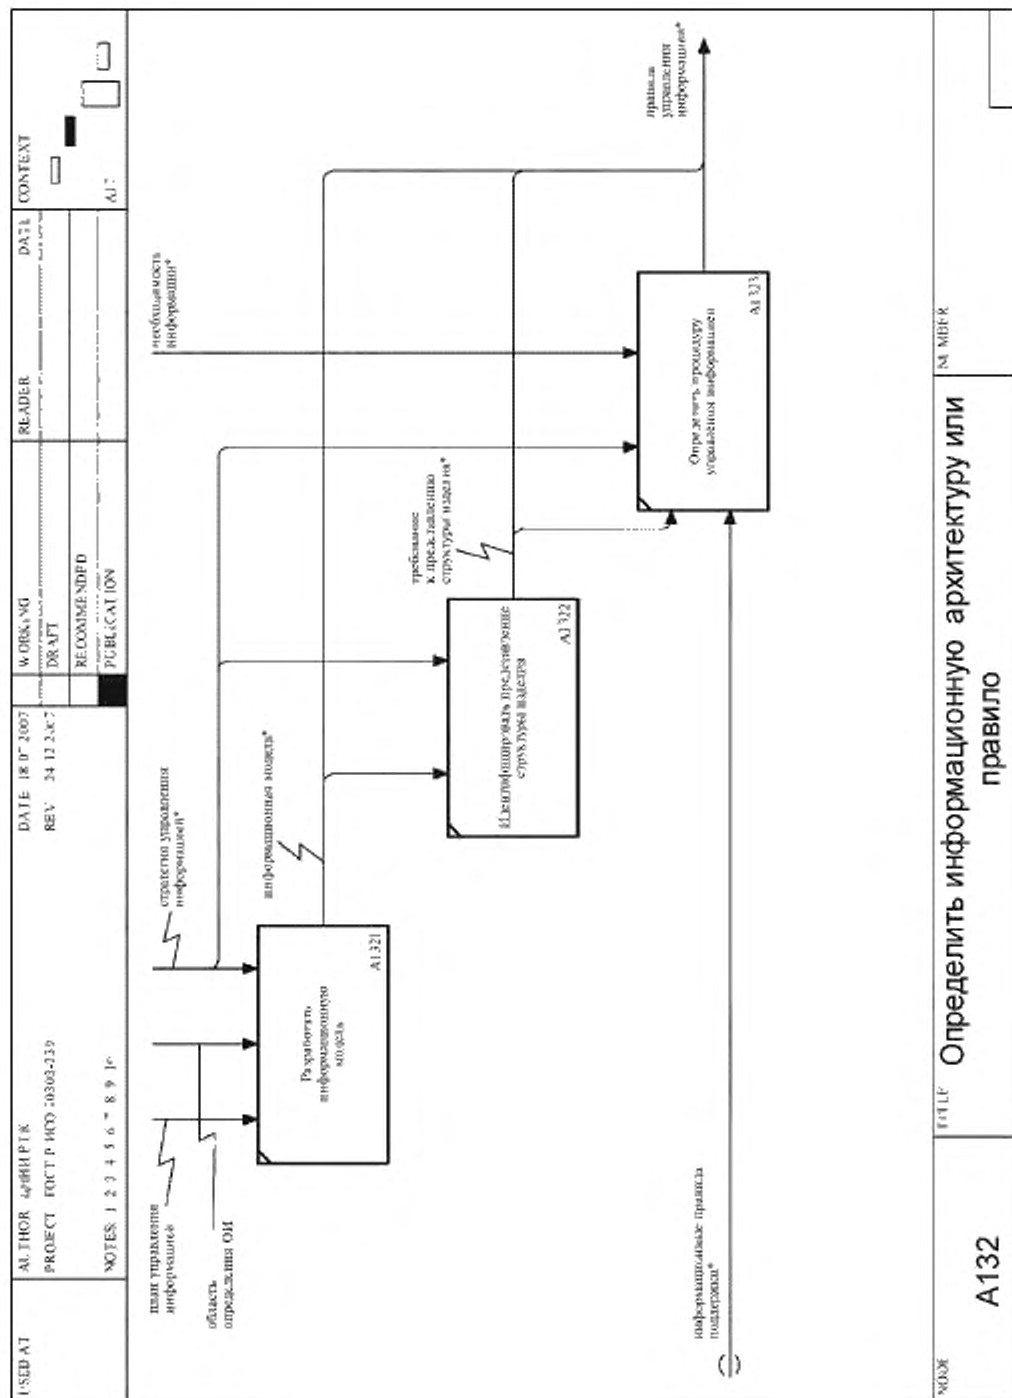 USED AT
AUTHOR
PROJECT ГОСТ Р ИСО 10303-239
NOTES: 1 2 3 4 5 6 7 8 9 10
DATE
REV
WORKING
DRAFT
RECOMMENDED
PUBLICATION
READER
DATE
CONTEXT
план управления
информацией
область
определения ОИ
стратегия управления
информацией*
Разработать
информационную
модель
A1321
информационная модель*
Идентифицировать представление
структуры изделия
A1322
требование
к представлению
структуры изделия*
необходимость
информации*
Определить процедуру
управления информацией
A1323
правила
управления
информацией*
информационные правила
поддержки*
NODE
A132
TITLE
Определить информационную архитектуру или
правило
NUMBER